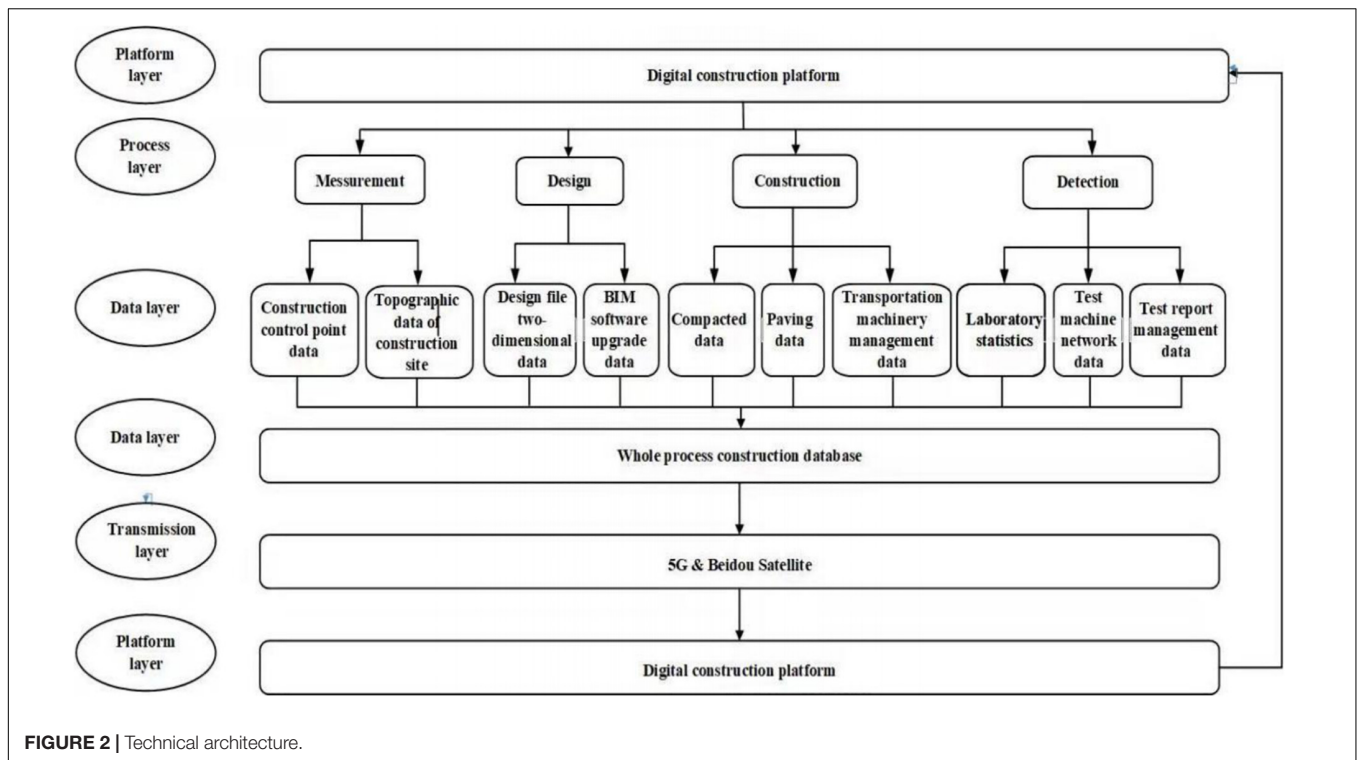 Platform
layer
Digital construction platform
Process
layer
Messurement
Design
Construction
Detection
Data layer
Construction
control point
data
Topographic
data of
construction
site
Design file
two-
dimensional
data
BIM
software
upgrade
data
Compacted
data
Paving
data
Transportation
machinery
management
data
Laboratory
statistics
Test
machine
network
data
Test report
management
data
Data layer
Whole process construction database
Transmission
layer
5G & Beidou Satellite
Platform
layer
Digital construction platform
FIGURE 2 | Technical architecture.